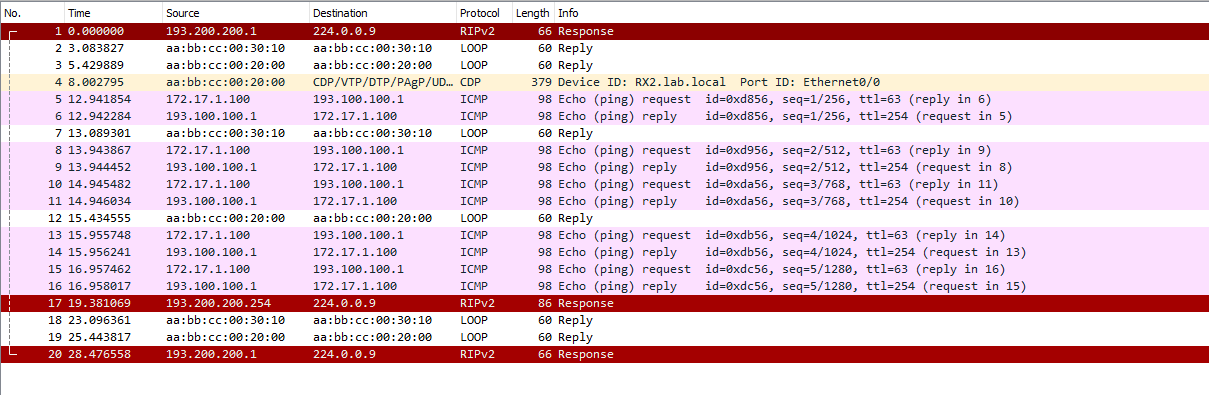 No. Time Source Destination Protocol Length Info
1 0.000000 193.200.200.1 224.0.0.9 RIPv2 66 Response
2 3.083827 aa:bb:cc:00:30:10 aa:bb:cc:00:30:10 LOOP 60 Reply
3 5.429889 aa:bb:cc:00:20:00 aa:bb:cc:00:20:00 LOOP 60 Reply
4 8.002795 aa:bb:cc:00:20:00 CDP/VTP/DTP/PAgP/UD… CDP 379 Device ID: RX2.lab.local Port ID: Ethernet0/0
5 12.941854 172.17.1.100 193.100.100.1 ICMP 98 Echo (ping) request id=0xd856, seq=1/256, ttl=63 (reply in 6)
6 12.942284 193.100.100.1 172.17.1.100 ICMP 98 Echo (ping) reply id=0xd856, seq=1/256, ttl=254 (request in 5)
7 13.089301 aa:bb:cc:00:30:10 aa:bb:cc:00:30:10 LOOP 60 Reply
8 13.943867 172.17.1.100 193.100.100.1 ICMP 98 Echo (ping) request id=0xd956, seq=2/512, ttl=63 (reply in 9)
9 13.944452 193.100.100.1 172.17.1.100 ICMP 98 Echo (ping) reply id=0xd956, seq=2/512, ttl=254 (request in 8)
10 14.945482 172.17.1.100 193.100.100.1 ICMP 98 Echo (ping) request id=0xda56, seq=3/768, ttl=63 (reply in 11)
11 14.946034 193.100.100.1 172.17.1.100 ICMP 98 Echo (ping) reply id=0xda56, seq=3/768, ttl=254 (request in 10)
12 15.434555 aa:bb:cc:00:20:00 aa:bb:cc:00:20:00 LOOP 60 Reply
13 15.955748 172.17.1.100 193.100.100.1 ICMP 98 Echo (ping) request id=0xdb56, seq=4/1024, ttl=63 (reply in 14)
14 15.956241 193.100.100.1 172.17.1.100 ICMP 98 Echo (ping) reply id=0xdb56, seq=4/1024, ttl=254 (request in 13)
15 16.957462 172.17.1.100 193.100.100.1 ICMP 98 Echo (ping) request id=0xdc56, seq=5/1280, ttl=63 (reply in 16)
16 16.958017 193.100.100.1 172.17.1.100 ICMP 98 Echo (ping) reply id=0xdc56, seq=5/1280, ttl=254 (request in 15)
17 19.381069 193.200.200.254 224.0.0.9 RIPv2 86 Response
18 23.096361 aa:bb:cc:00:30:10 aa:bb:cc:00:30:10 LOOP 60 Reply
19 25.443817 aa:bb:cc:00:20:00 aa:bb:cc:00:20:00 LOOP 60 Reply
20 28.476558 193.200.200.1 224.0.0.9 RIPv2 66 Response